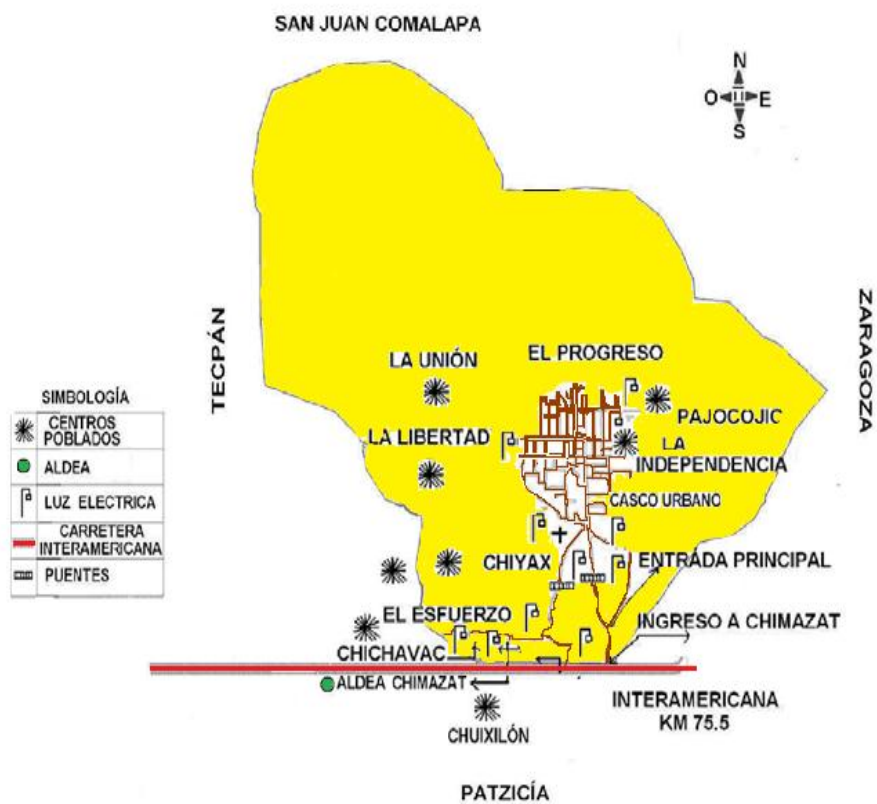 SAN JUAN COMALAPA
N
O E
S
TECPÁN
ZARAGOZA
LA UNIÓN
EL PROGRESO
PAJOCOJIC
LA LIBERTAD
LA
INDEPENDENCIA
CASCO URBANO
CHIYAX
ENTRADA PRINCIPAL
EL ESFUERZO
INGRESO A CHIMAZAT
CHICHAVAC
ALDEA CHIMAZAT
INTERAMERICANA
KM 75.5
CHUIXILÓN
PATZICÍA
SIMBOLOGÍA
CENTROS
POBLADOS
ALDEA
LUZ ELECTRICA
CARRETERA
INTERAMERICANA
PUENTES